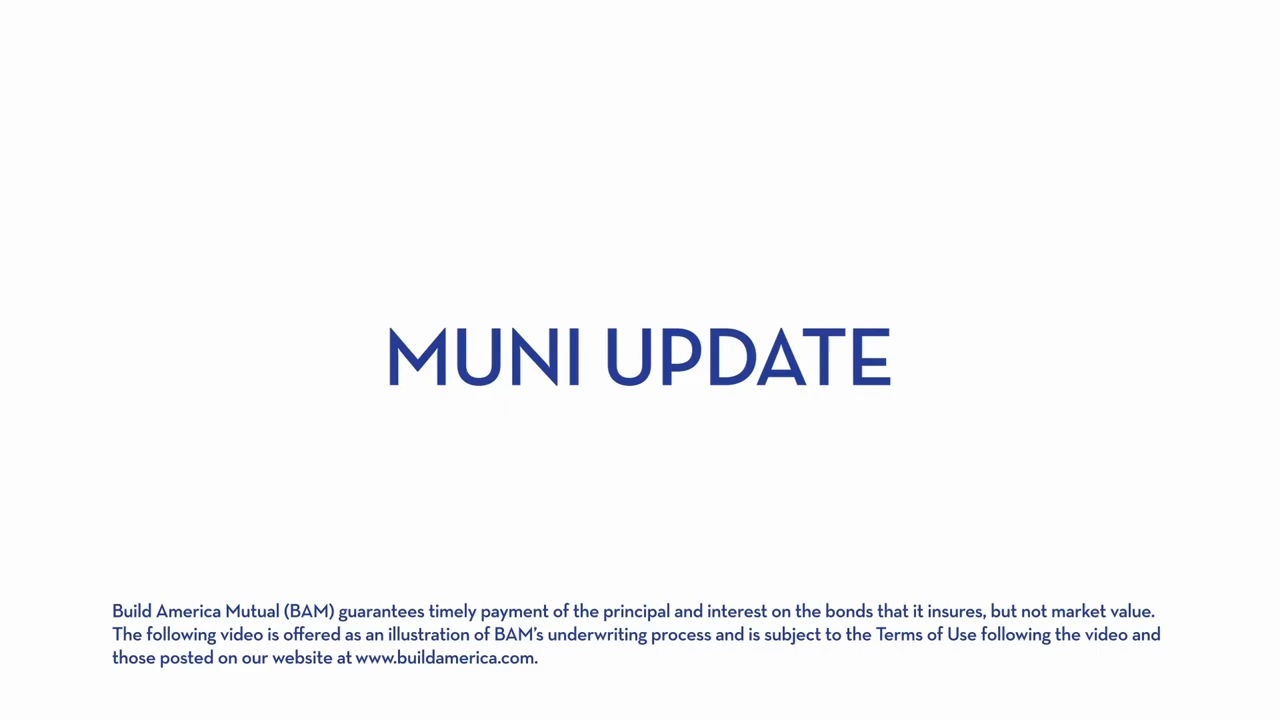 MUNI UPDATE
Build America Mutual (BAM) guarantees timely payment of the principal and interest on the bonds that it insures, but not market value.
The following video is offered as an illustration of BAM’s underwriting process and is subject to the Terms of Use following the video and
those posted on our website at www.buildamerica.com.